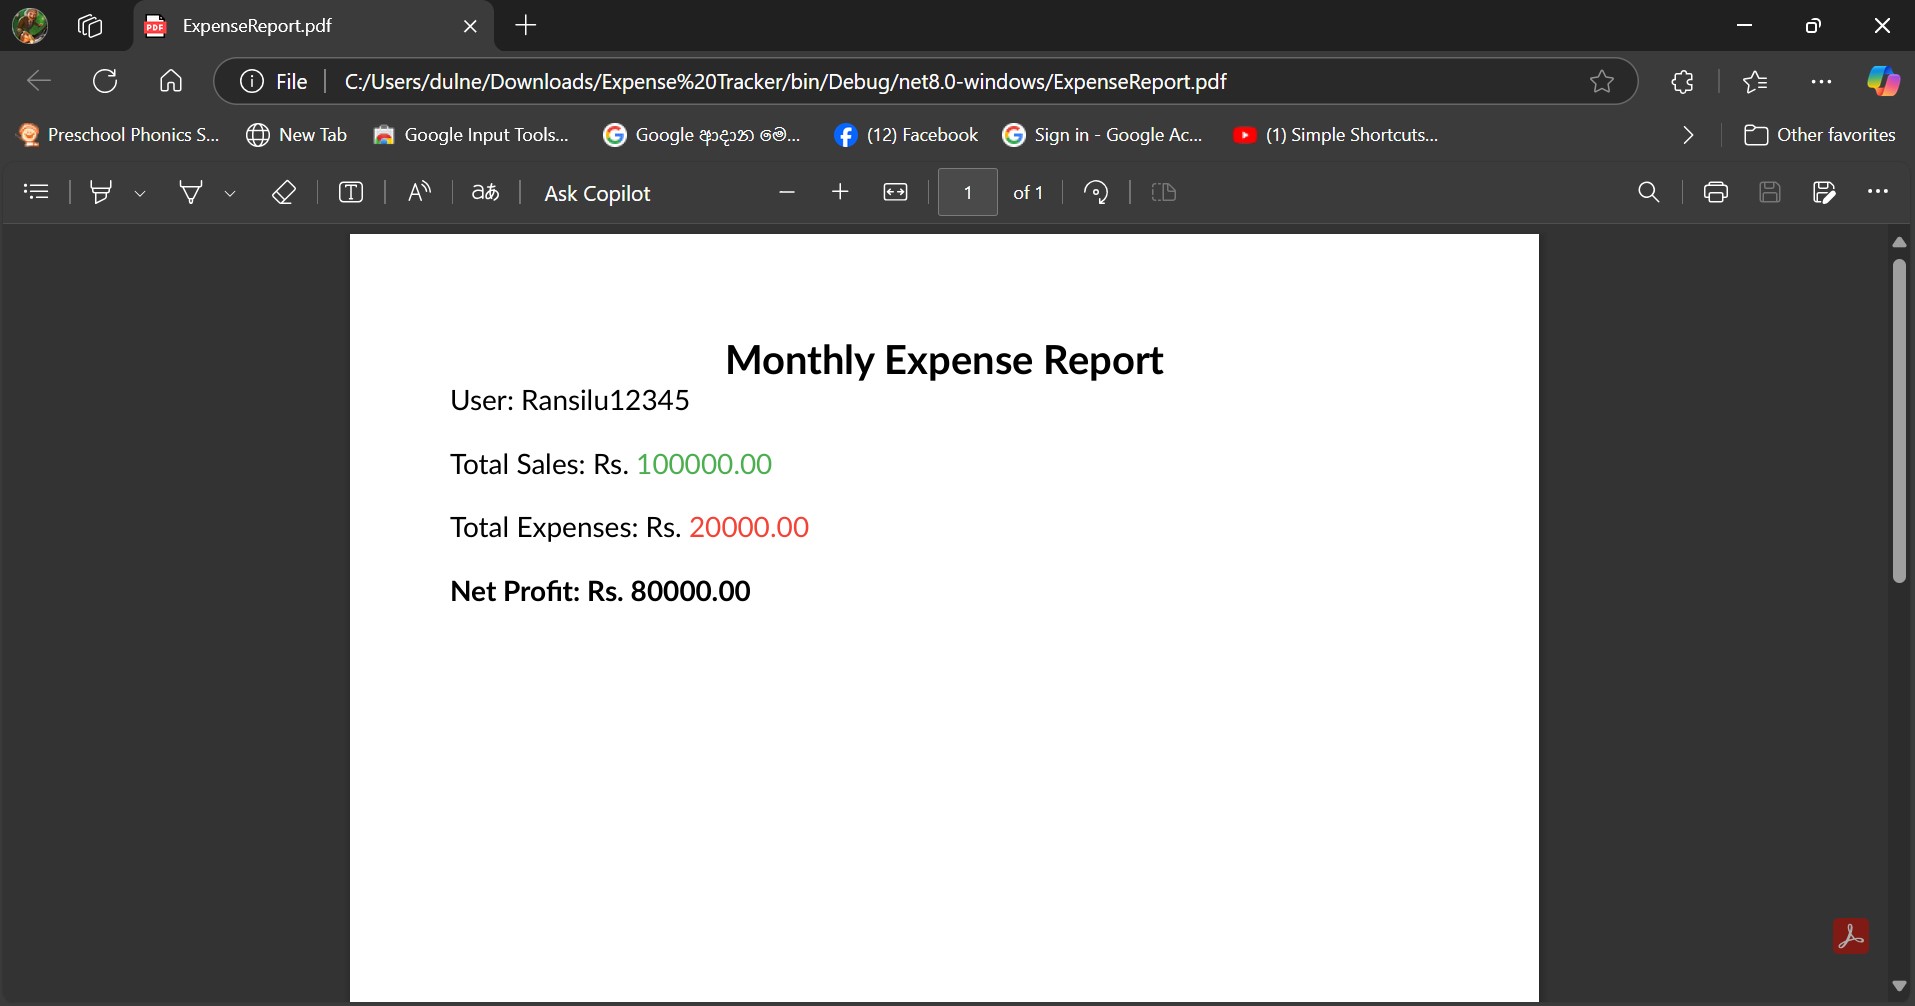 ExpenseReport.pdf
File
C:/Users/dulne/Downloads/Expense%20Tracker/bin/Debug/net8.0-windows/ExpenseReport.pdf
Preschool Phonics S...
New Tab
Google Input Tools...
Google ආදාන මෙ...
(12) Facebook
Sign in - Google Ac...
(1) Simple Shortcuts...
Other favorites
Ask Copilot
1 of 1
Monthly Expense Report
User: Ransilu12345
Total Sales: Rs. 100000.00
Total Expenses: Rs. 20000.00
Net Profit: Rs. 80000.00